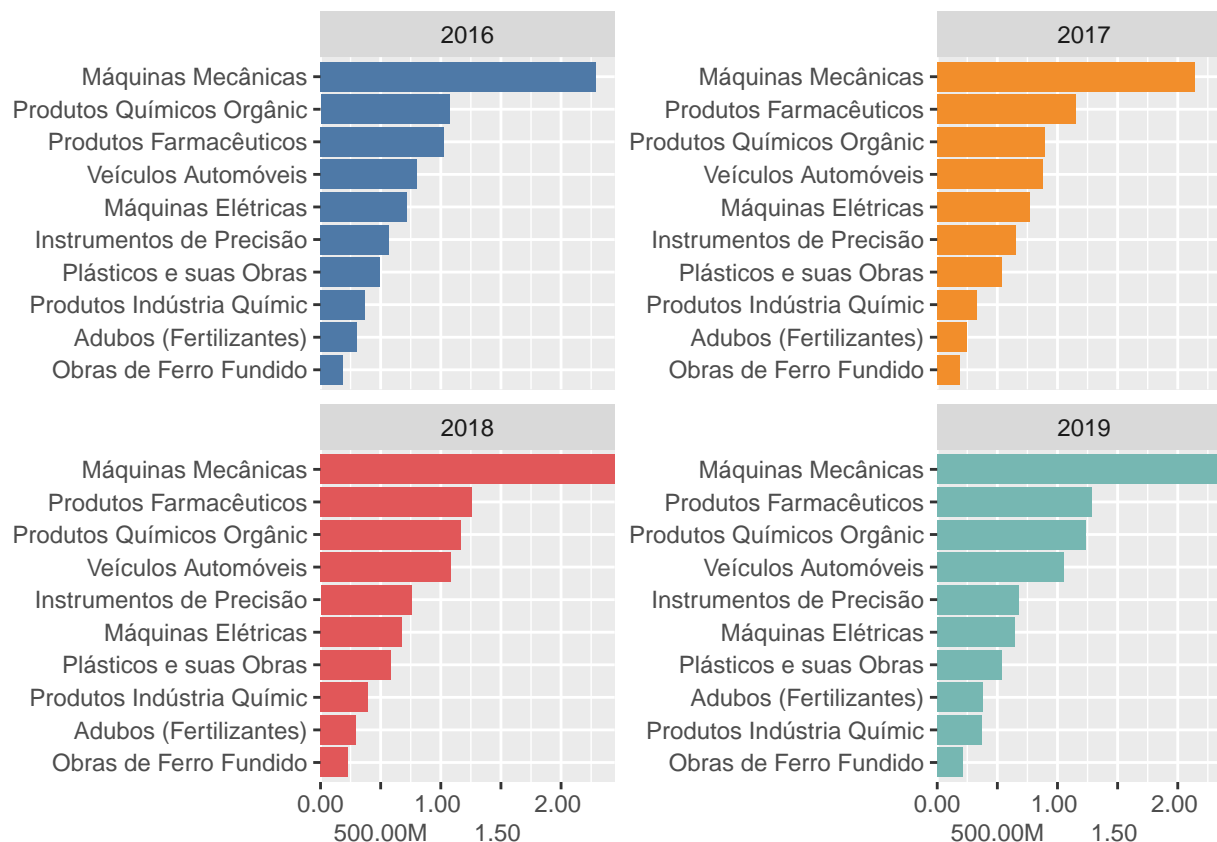 2016
Máquinas Mecânicas
Produtos Químicos Orgânic
Produtos Farmacêuticos
Veículos Automóveis
Máquinas Elétricas
Instrumentos de Precisão
Plásticos e suas Obras
Produtos Indústria Químic
Adubos (Fertilizantes)
Obras de Ferro Fundido
2017
Máquinas Mecânicas
Produtos Farmacêuticos
Produtos Químicos Orgânic
Veículos Automóveis
Máquinas Elétricas
Instrumentos de Precisão
Plásticos e suas Obras
Produtos Indústria Químic
Adubos (Fertilizantes)
Obras de Ferro Fundido
2018
Máquinas Mecânicas
Produtos Farmacêuticos
Produtos Químicos Orgânic
Veículos Automóveis
Instrumentos de Precisão
Máquinas Elétricas
Plásticos e suas Obras
Produtos Indústria Químic
Adubos (Fertilizantes)
Obras de Ferro Fundido
0.00 1.00 2.00
500.00M 1.50
2019
Máquinas Mecânicas
Produtos Farmacêuticos
Produtos Químicos Orgânic
Veículos Automóveis
Instrumentos de Precisão
Máquinas Elétricas
Plásticos e suas Obras
Adubos (Fertilizantes)
Produtos Indústria Químic
Obras de Ferro Fundido
0.00 1.00 2.00
500.00M 1.50